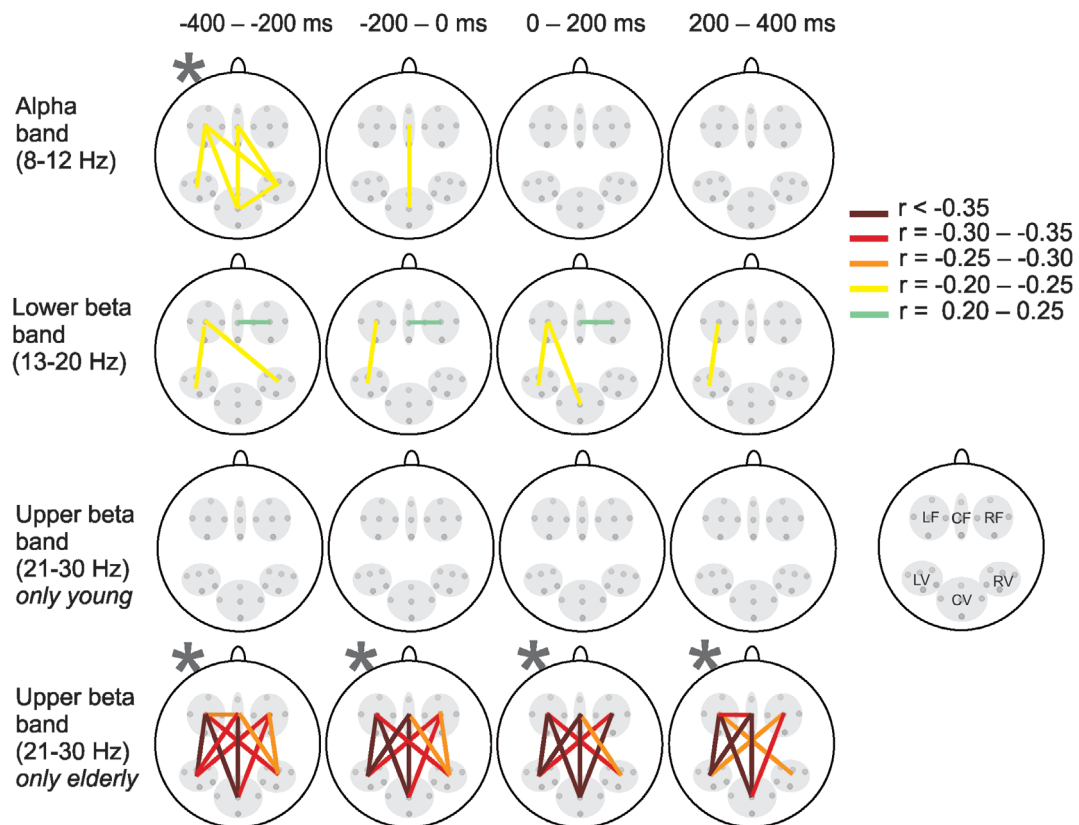 -400 – -200 ms
-200 – 0 ms
0 – 200 ms
200 – 400 ms
*
Alpha
band
(8-12 Hz)
r < -0.35
r = -0.30 – -0.35
r = -0.25 – -0.30
r = -0.20 – -0.25
r = 0.20 – 0.25
Lower beta
band
(13-20 Hz)
Upper beta
band
(21-30 Hz)
only young
LF CF RF
LV RV
CV
* * * *
Upper beta
band
(21-30 Hz)
only elderly